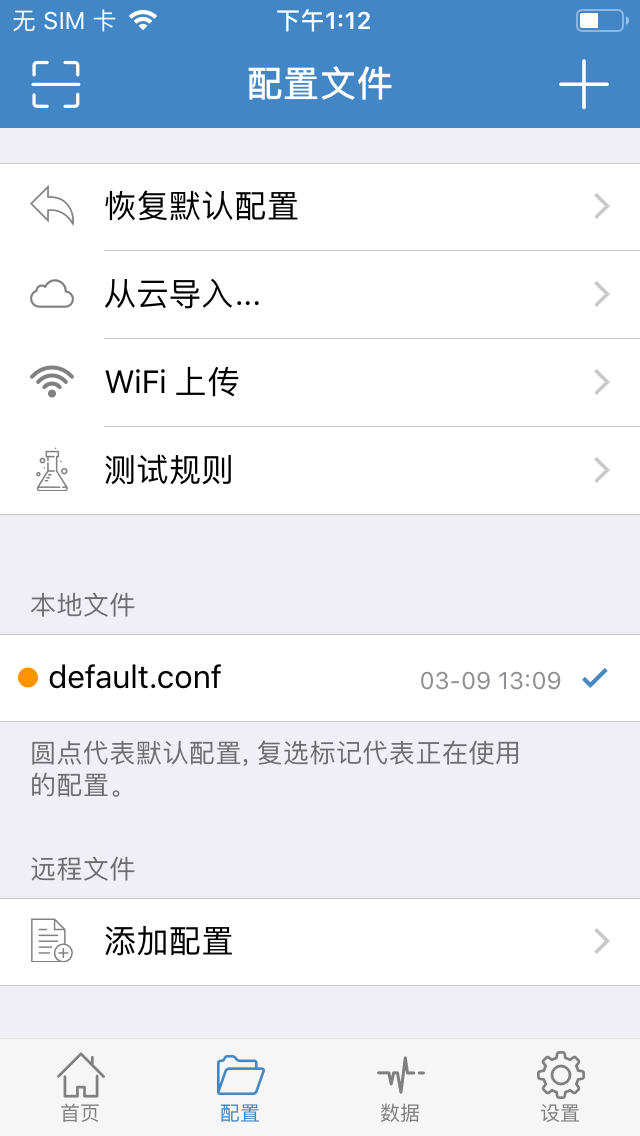 无 SIM 卡 下午1:12
配置文件
恢复默认配置
从云导入...
WiFi 上传
测试规则
本地文件
default.conf 03-09 13:09
圆点代表默认配置, 复选标记代表正在使用
的配置。
远程文件
添加配置
首页 配置 数据 设置